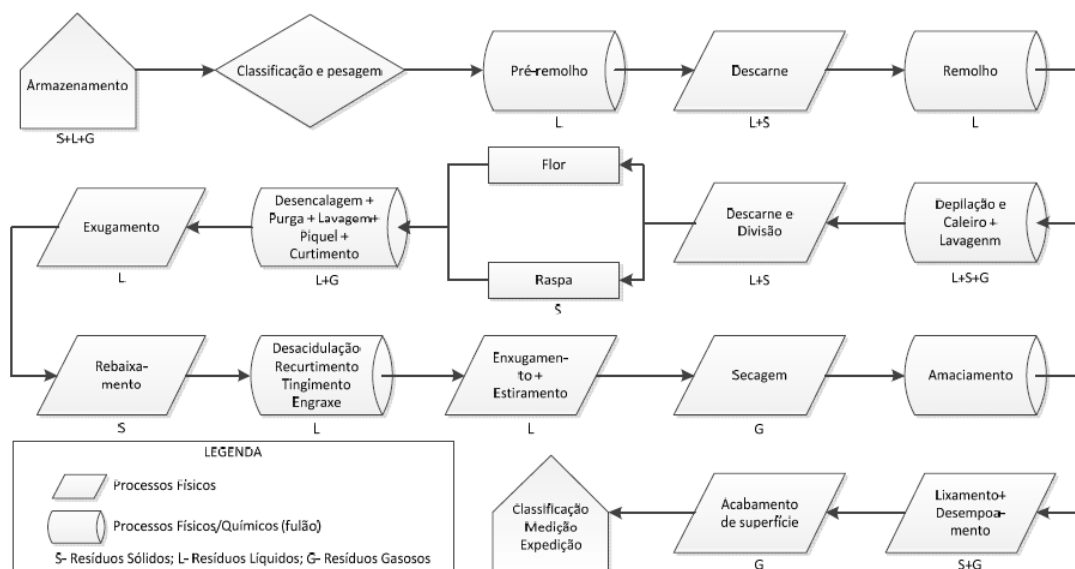 Armazenamento
S+L+G
Classificação e pesagem
Pré-remolho
L
Descarne
L+S
Remolho
L
Depilação e
Caleiro +
Lavagenm
L+S+G
Descarne e
Divisão
L+S
Flor
Raspa
S
Desencalagem +
Purga + Lavagem+
Piquel +
Curtimento
L+G
Exugamento
L
Rebaixa-
mento
S
Desacidulação
Recurtimento
Tingimento
Engraxe
L
Enxugamen-
to +
Estiramento
L
Secagem
G
Amaciamento
Lixamento+
Desempoa-
mento
S+G
Acabamento
de superfície
G
Classificação
Medição
Expedição
LEGENDA
Processos Físicos
Processos Físicos/Químicos (fulão)
S- Resíduos Sólidos; L- Resíduos Líquidos; G- Resíduos Gasosos